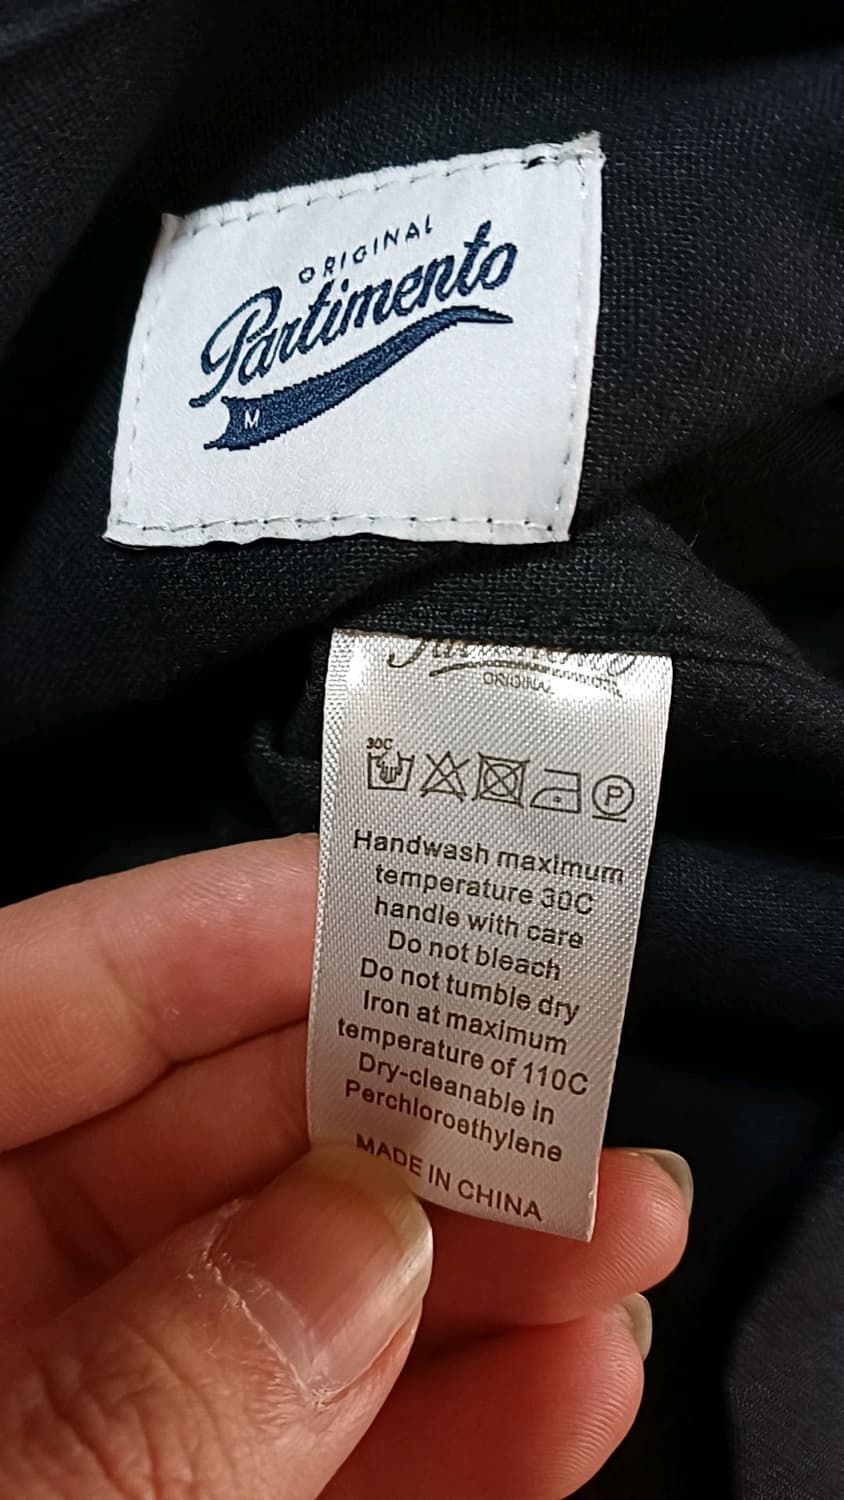 ORIGINAL
Partimento
M
Partimento
ORIGINAL
30C
P
Handwash maximum
temperature 30C
handle with care
Do not bleach
Do not tumble dry
Iron at maximum
temperature of 110C
Dry-cleanable in
Perchloroethylene
MADE IN CHINA